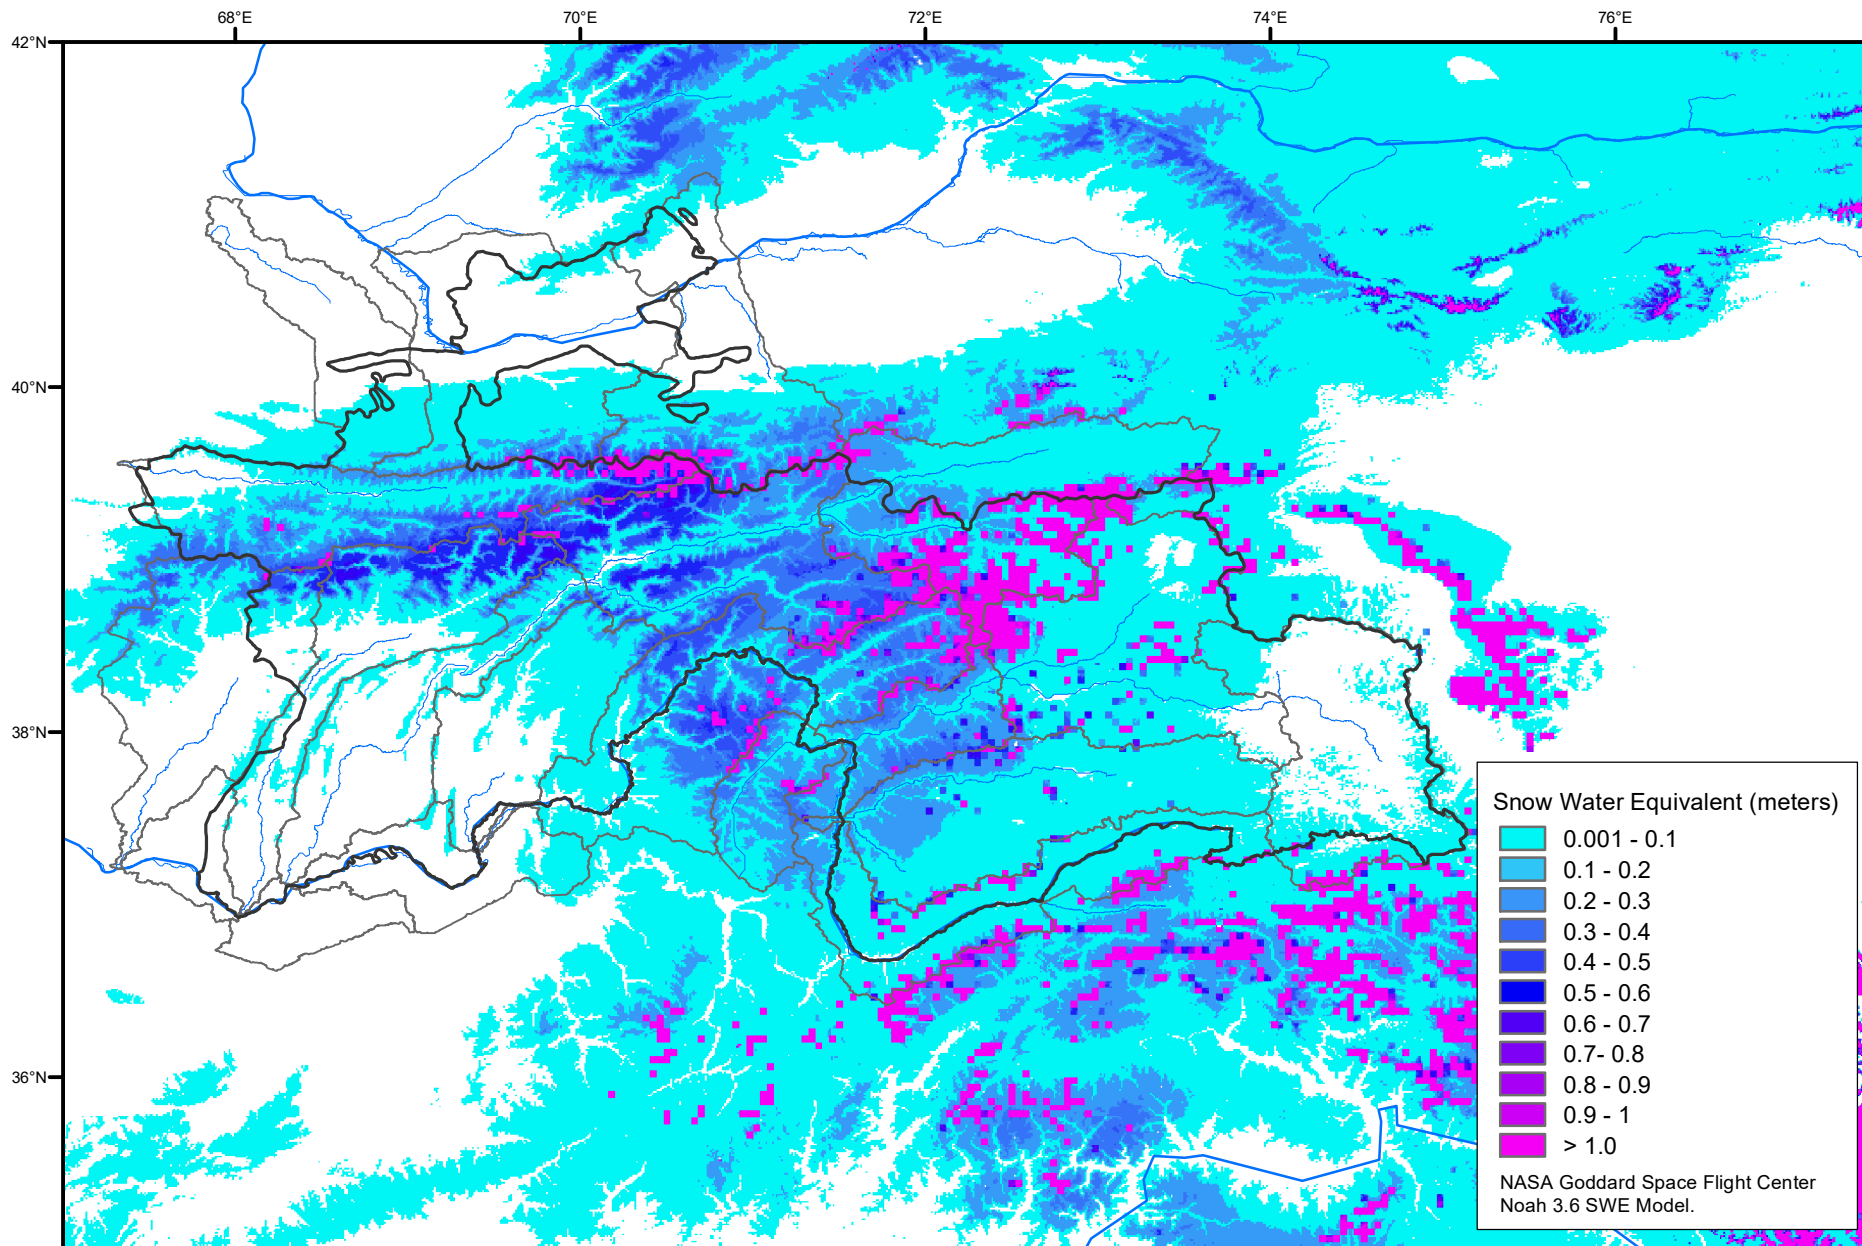 68°E 70°E 72°E 74°E 76°E
42°N
40°N
38°N
36°N
Snow Water Equivalent (meters)
0.001 - 0.1
0.1 - 0.2
0.2 - 0.3
0.3 - 0.4
0.4 - 0.5
0.5 - 0.6
0.6 - 0.7
0.7- 0.8
0.8 - 0.9
0.9 - 1
> 1.0
NASA Goddard Space Flight Center
Noah 3.6 SWE Model.